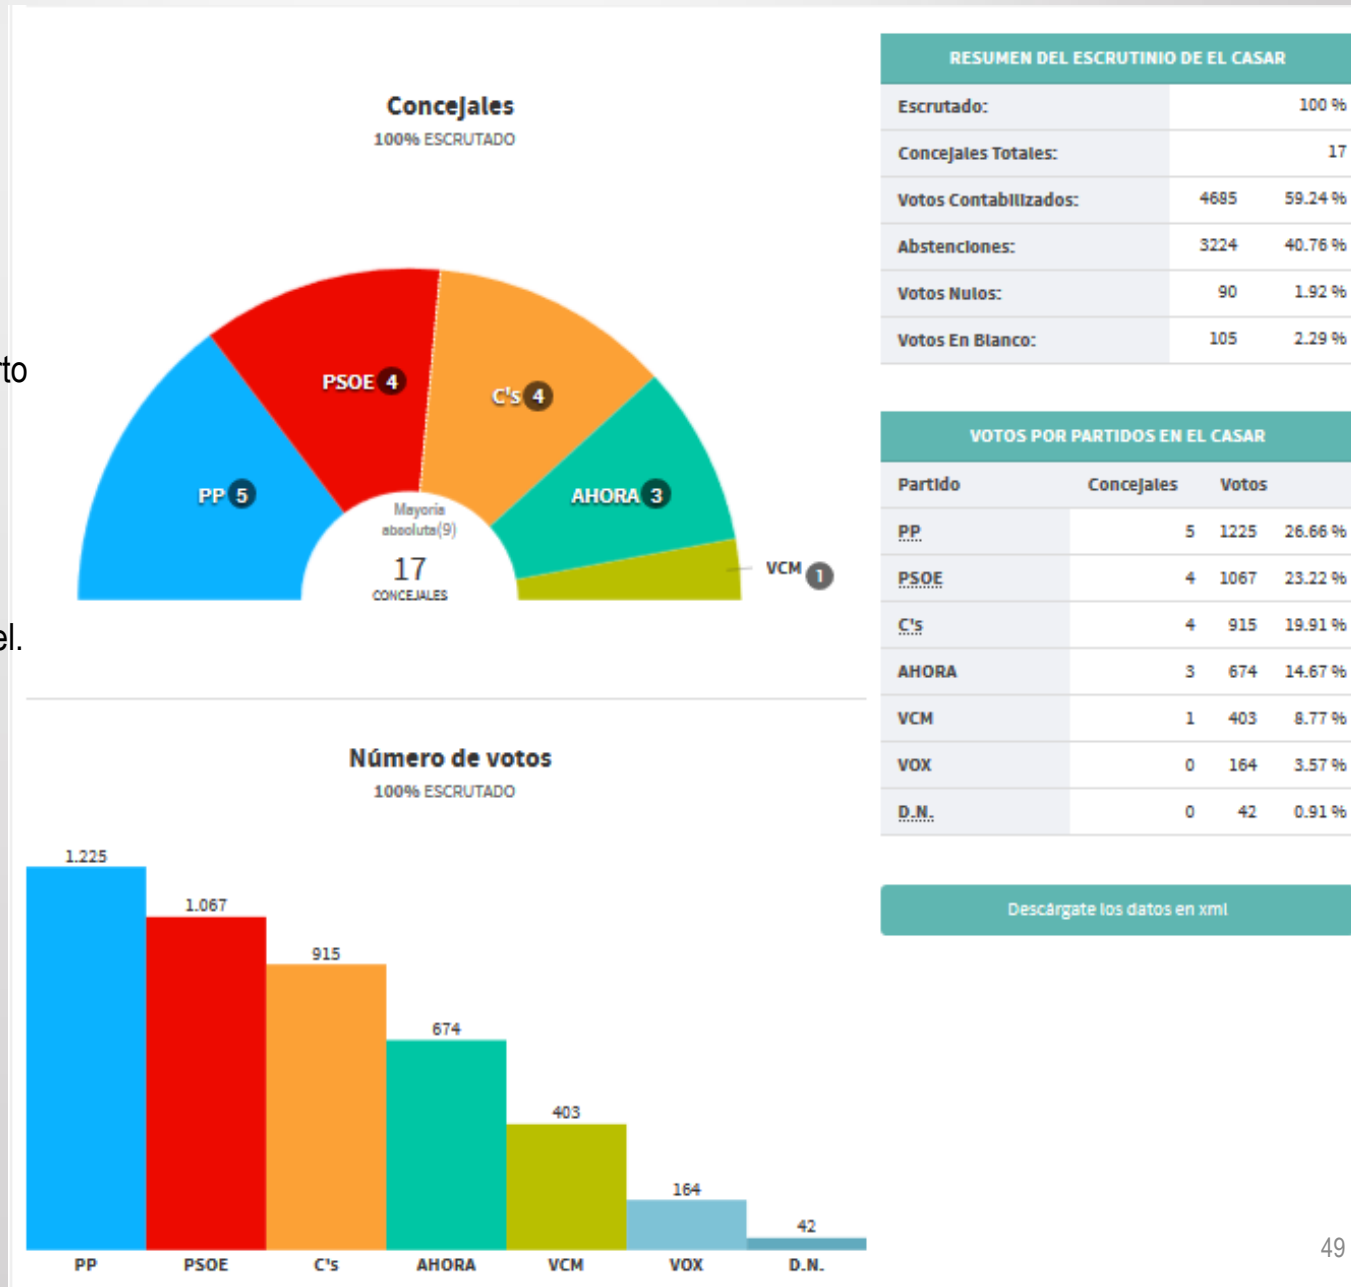 to
el.
Concejales
100% ESCRUTADO
PSOE 4
C's 4
PP 5
AHORA 3
Mayoría
absoluta(9)
17
CONCEJALES
VCM 1
Número de votos
100% ESCRUTADO
1.225
1.067
915
674
403
164
42
PP PSOE C's AHORA VCM VOX D.N.
RESUMEN DEL ESCRUTINIO DE EL CASAR
Escrutado: 100 %
Concejales Totales: 17
Votos Contabilizados: 4685 59.24 %
Abstenciones: 3224 40.76 %
Votos Nulos: 90 1.92 %
Votos En Blanco: 105 2.29 %
VOTOS POR PARTIDOS EN EL CASAR
Partido Concejales Votos
PP 5 1225 26.66 %
PSOE 4 1067 23.22 %
C's 4 915 19.91 %
AHORA 3 674 14.67 %
VCM 1 403 8.77 %
VOX 0 164 3.57 %
D.N. 0 42 0.91 %
Descárgate los datos en xml
49